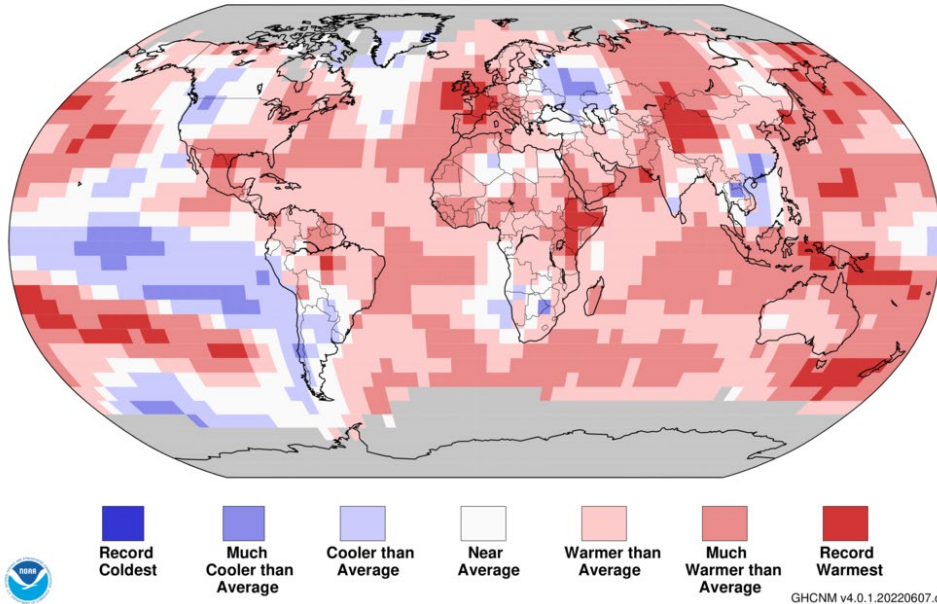 Record
Coldest
Much
Cooler than
Average
Cooler than
Average
Near
Average
Warmer than
Average
Much
Warmer than
Average
Record
Warmest
NOAA
GHCNM v4.0.1.20220607.